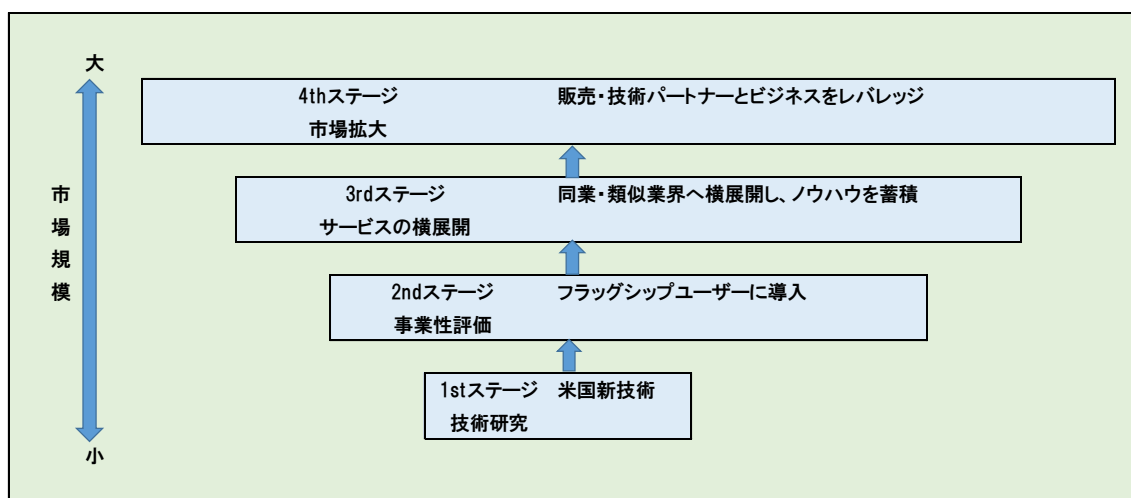 大
4thステージ 販売・技術パートナーとビジネスをレバレッジ
市場拡大
市場規模
3rdステージ 同業・類似業界へ横展開し、ノウハウを蓄積
サービスの横展開
2ndステージ フラッグシップユーザーに導入
事業性評価
1stステージ 米国新技術
技術研究
小